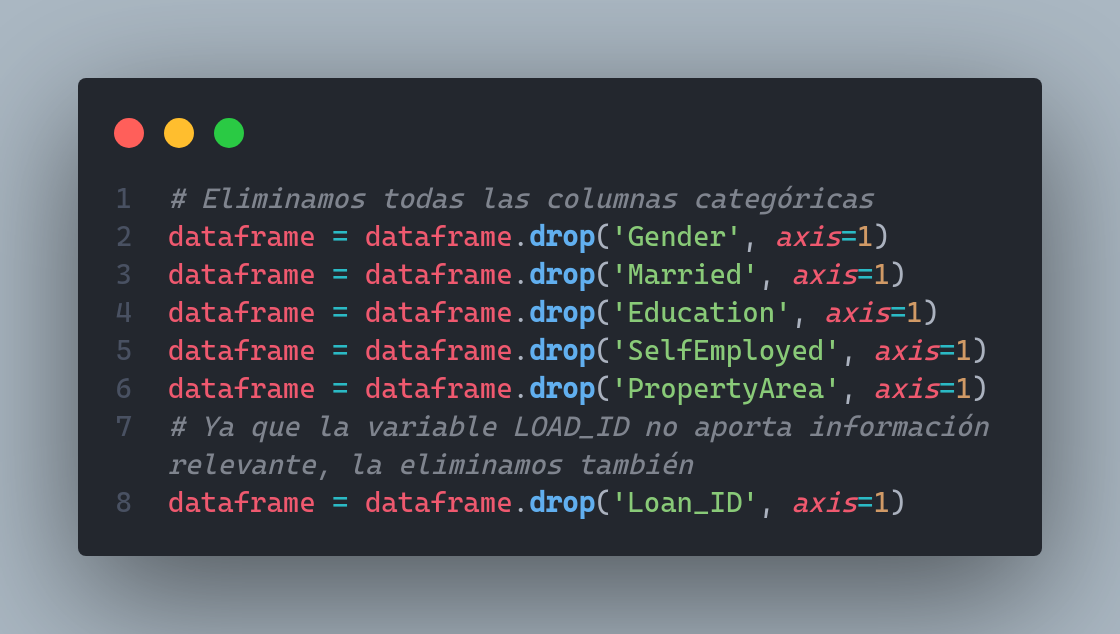 1 # Eliminamos todas las columnas categóricas
2 dataframe = dataframe.drop('Gender', axis=1)
3 dataframe = dataframe.drop('Married', axis=1)
4 dataframe = dataframe.drop('Education', axis=1)
5 dataframe = dataframe.drop('SelfEmployed', axis=1)
6 dataframe = dataframe.drop('PropertyArea', axis=1)
7 # Ya que la variable LOAD_ID no aporta información
relevante, la eliminamos también
8 dataframe = dataframe.drop('Loan_ID', axis=1)